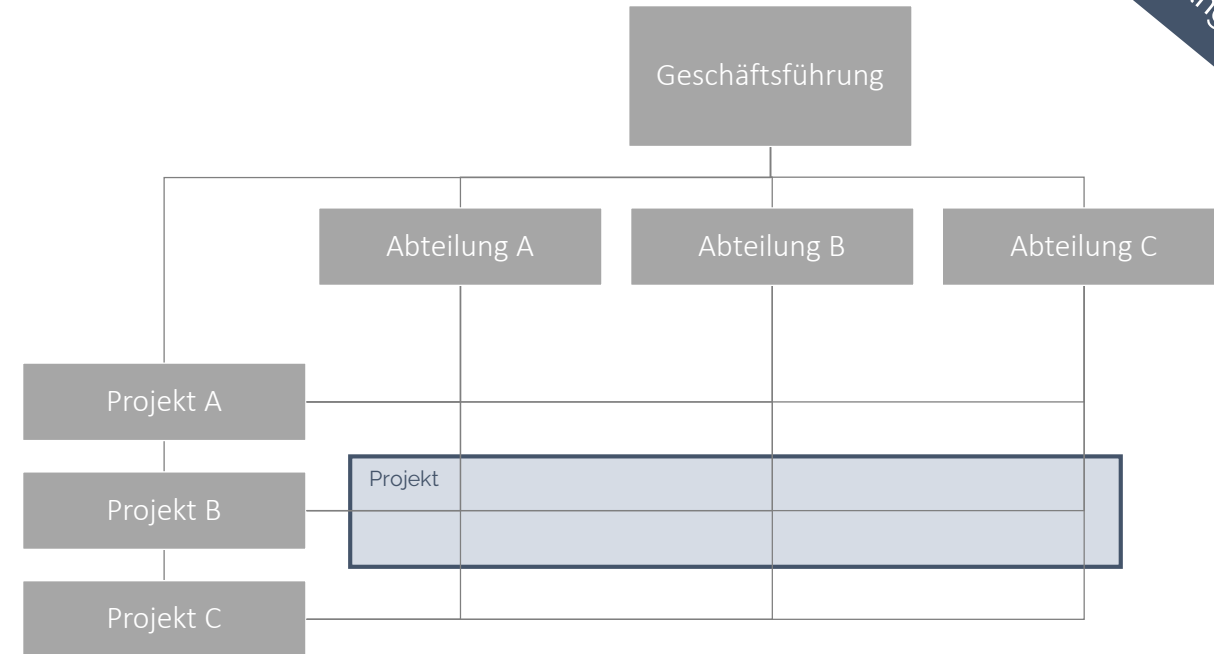 Geschäftsführung
Abteilung A
Abteilung B
Abteilung C
Projekt A
Projekt
Projekt B
Projekt C